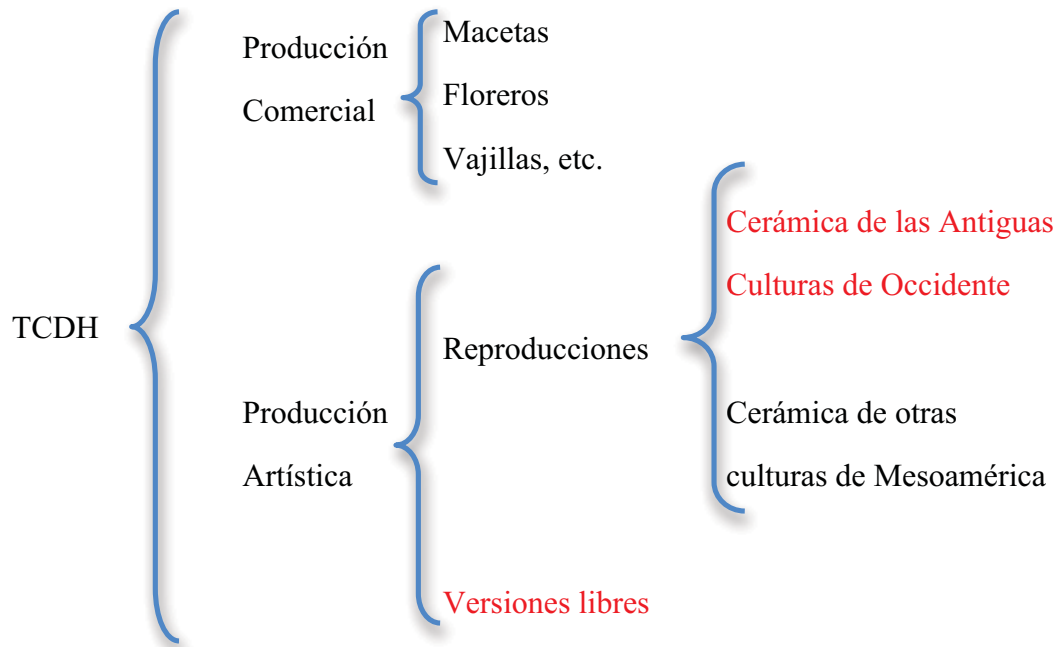 TCDH
Producción
Comercial
Macetas
Floreros
Vajillas, etc.
Producción
Artística
Reproducciones
Cerámica de las Antiguas
Culturas de Occidente
Cerámica de otras
culturas de Mesoamérica
Versiones libres